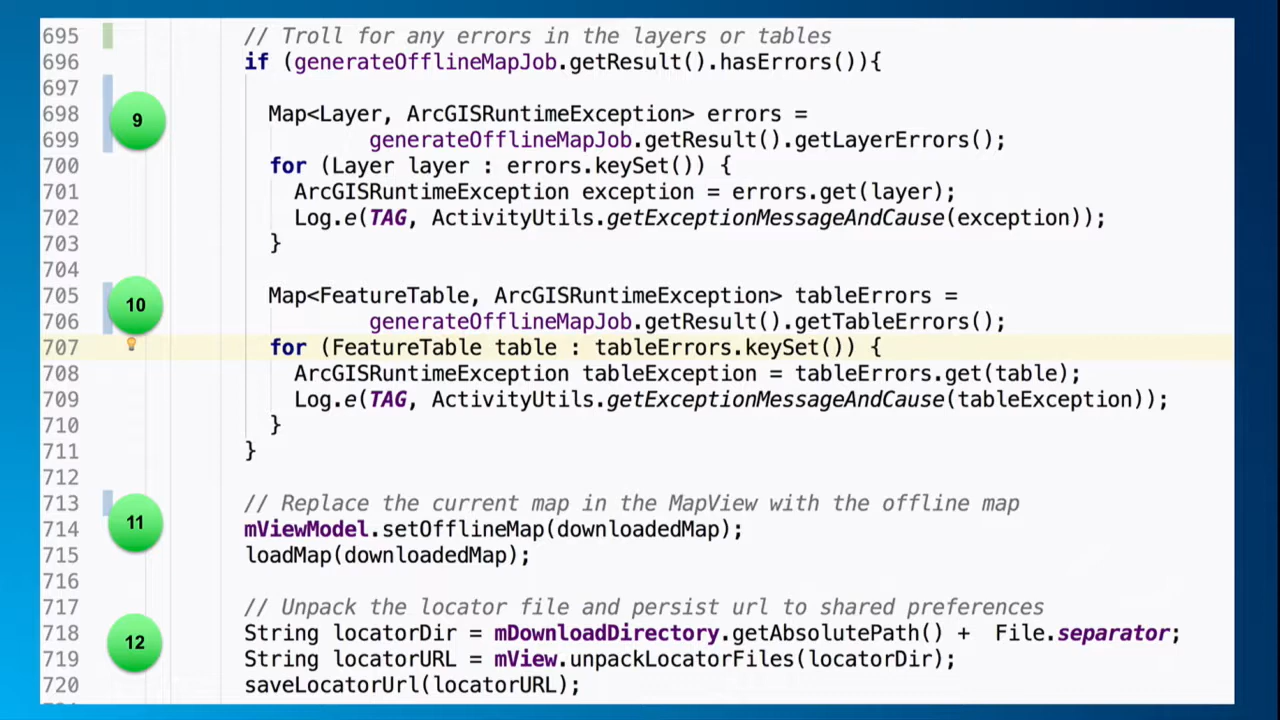 695 // Troll for any errors in the layers or tables
696 if (generateOfflineMapJob.getResult().hasErrors()){
697
698 Map<Layer, ArcGISRuntimeException> errors =
9
699 generateOfflineMapJob.getResult().getLayerErrors();
700 for (Layer layer : errors.keySet()) {
701 ArcGISRuntimeException exception = errors.get(layer);
702 Log.e(TAG, ActivityUtils.getExceptionMessageAndCause(exception));
703 }
704
705 Map<FeatureTable, ArcGISRuntimeException> tableErrors =
10
706 generateOfflineMapJob.getResult().getTableErrors();
707 for (FeatureTable table : tableErrors.keySet()) {
708 ArcGISRuntimeException tableException = tableErrors.get(table);
709 Log.e(TAG, ActivityUtils.getExceptionMessageAndCause(tableException));
710 }
711 }
712
713 // Replace the current map in the MapView with the offline map
11
714 mViewModel.setOfflineMap(downloadedMap);
715 loadMap(downloadedMap);
716
717 // Unpack the locator file and persist url to shared preferences
718 String locatorDir = mDownloadDirectory.getAbsolutePath() + File.separator;
12
719 String locatorURL = mView.unpackLocatorFiles(locatorDir);
720 saveLocatorUrl(locatorURL);